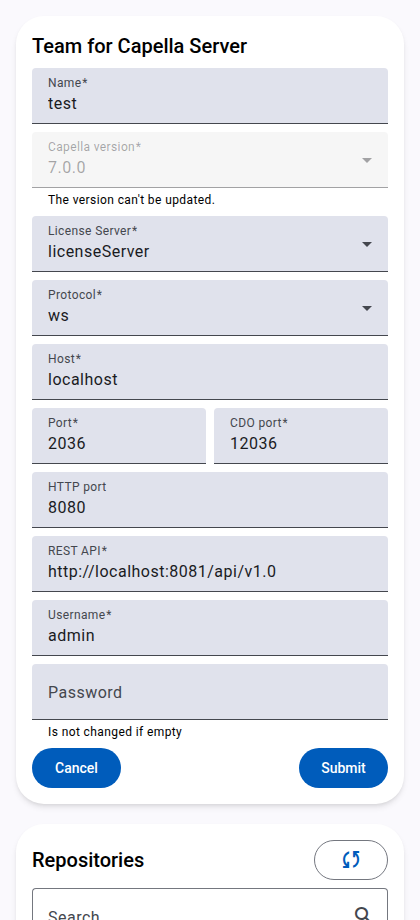 Team for Capella Server
Name*
test
Capella version*
7.0.0
The version can't be updated.
License Server*
licenseServer
Protocol*
ws
Host*
localhost
Port*
2036
CDO port*
12036
HTTP port
8080
REST API*
http://localhost:8081/api/v1.0
Username*
admin
Password
Is not changed if empty
Cancel
Submit
Repositories
Search